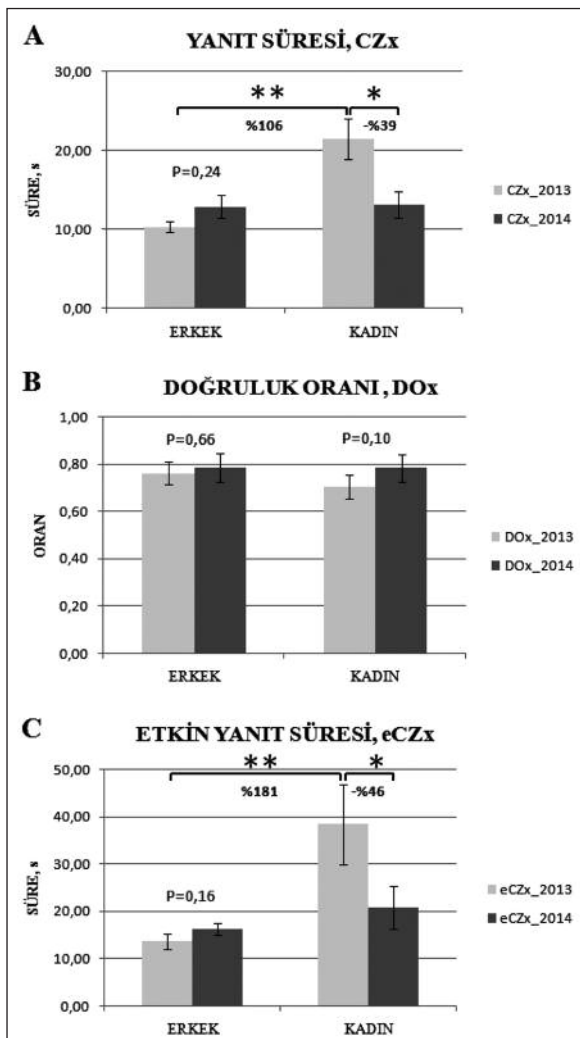 A
YANIT SÜRESİ, CZx
30,00
20,00
10,00
0,00
SÜRE, s
**
*
%106
-%39
P=0,24
ERKEK
KADIN
CZx_2013
CZx_2014
B
DOĞRULUK ORANI , DOx
1,00
0,80
0,60
0,40
0,20
0,00
ORAN
P=0,66
P=0,10
ERKEK
KADIN
DOx_2013
DOx_2014
C
ETKİN YANIT SÜRESİ, eCZx
50,00
40,00
30,00
20,00
10,00
0,00
SÜRE, s
**
*
%181
-%46
P=0,16
ERKEK
KADIN
eCZx_2013
eCZx_2014